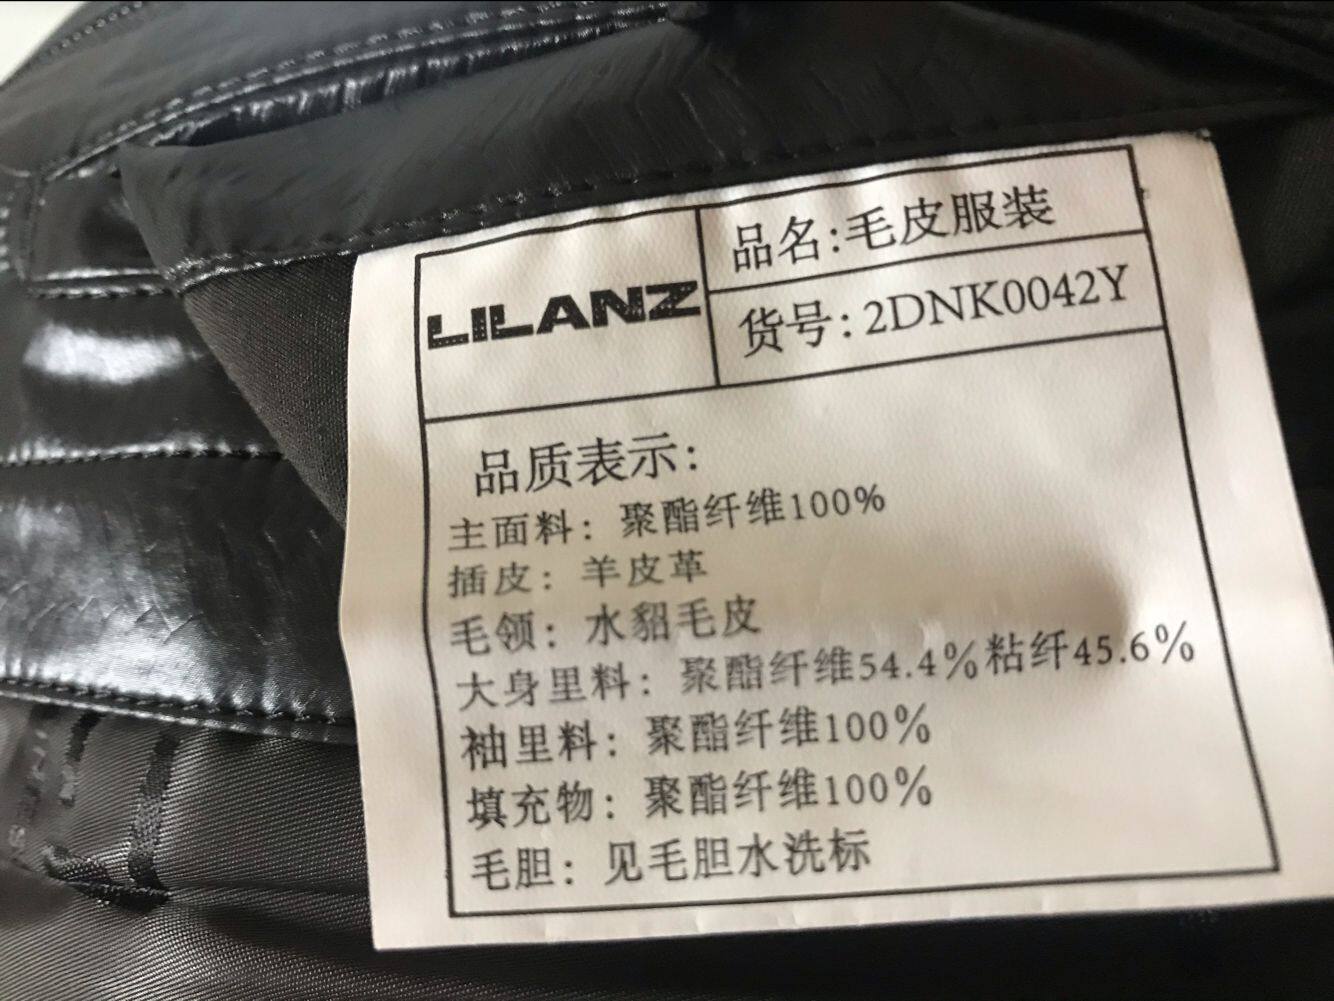 LILANZ
品名:毛皮服装
货号:2DNK0042Y
品质表示:
主面料: 聚酯纤维100%
插皮: 羊皮革
毛领: 水貂毛皮
大身里料: 聚酯纤维54.4%粘纤45.6%
袖里料: 聚酯纤维100%
填充物: 聚酯纤维100%
毛胆: 见毛胆水洗标